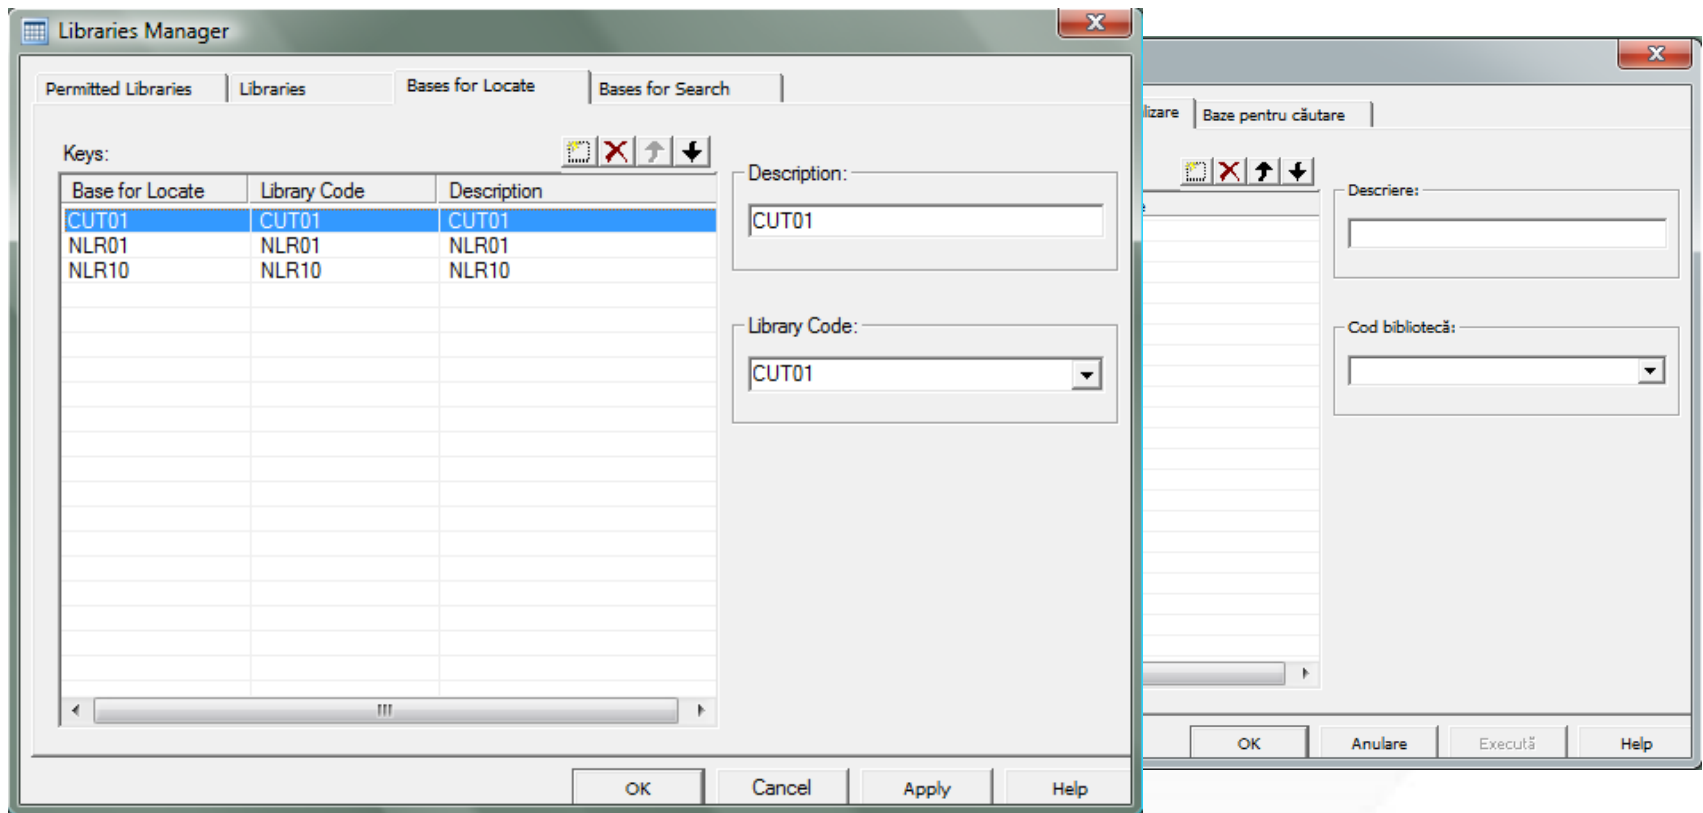 Libraries Manager
Permitted Libraries Libraries Bases for Locate Bases for Search
Keys:
Base for Locate Library Code Description
CUT01 CUT01 CUT01
NLR01 NLR01 NLR01
NLR10 NLR10 NLR10
Description:
CUT01
Library Code:
CUT01
OK Cancel Apply Help
lizare Baze pentru căutare
Descriere:
Cod bibliotecă:
OK Anulare Execută Help